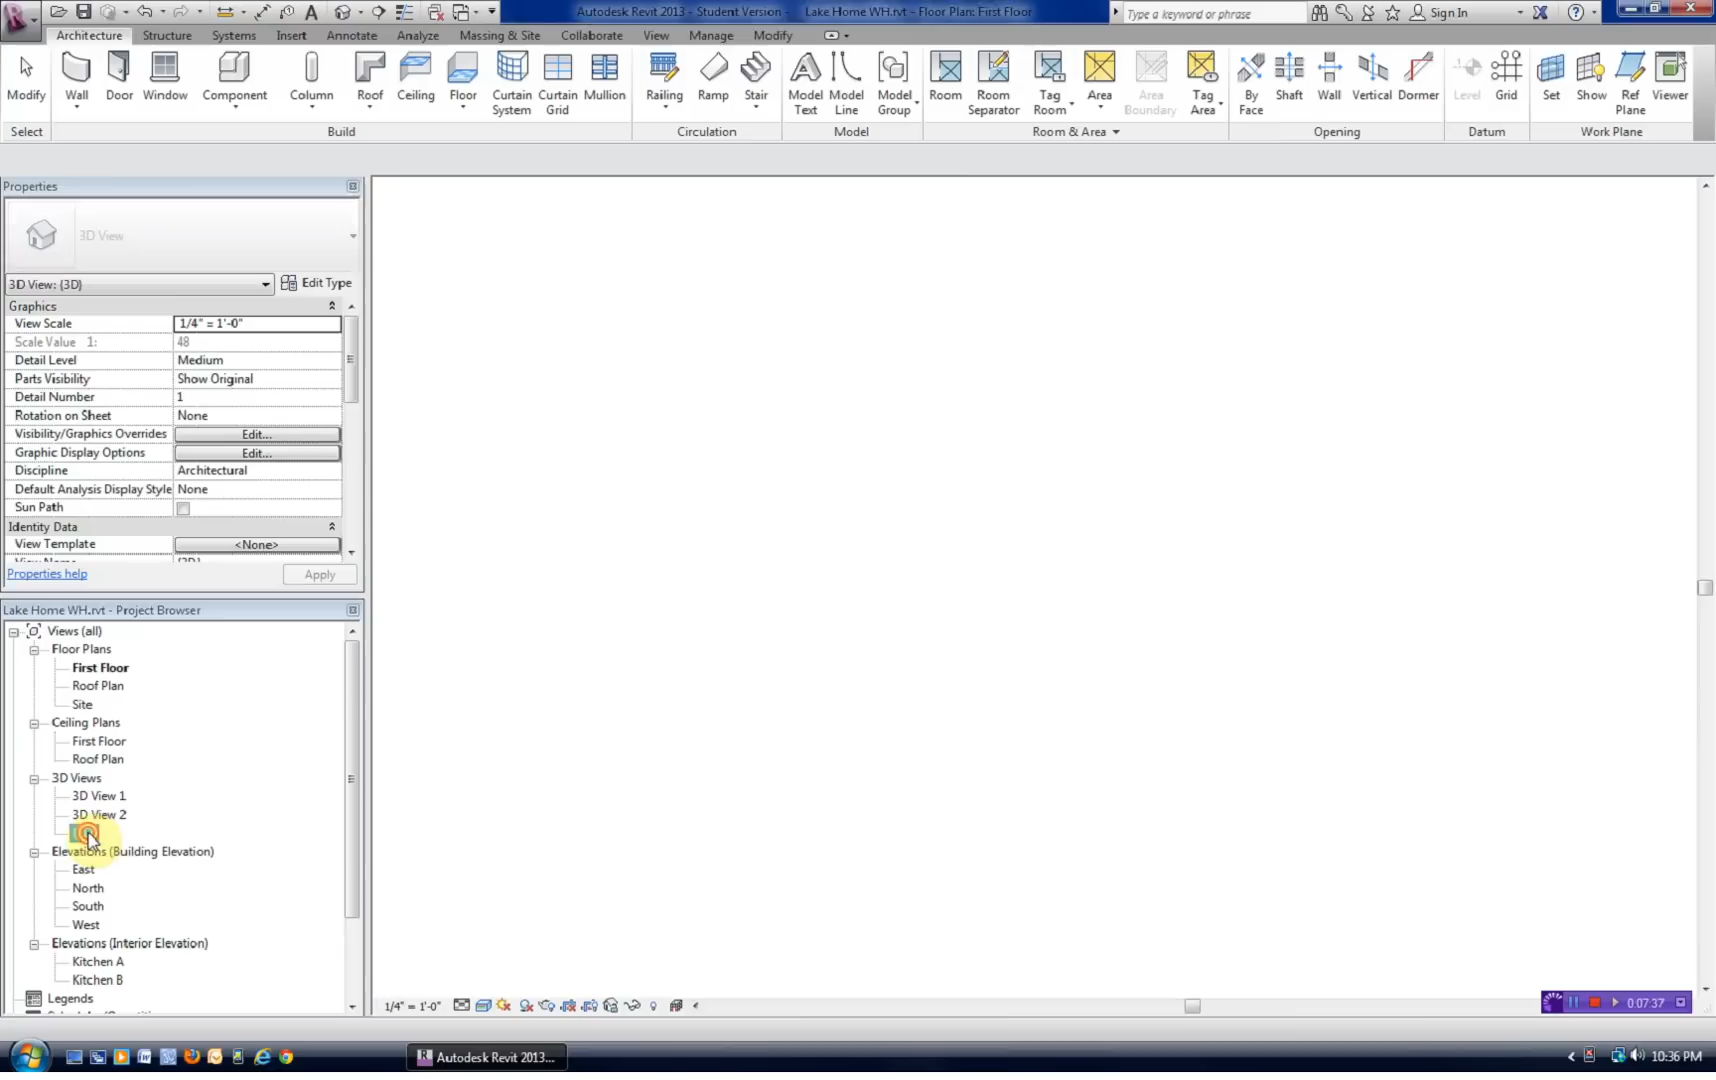 Autodesk Revit 2013 - Student Version - Lake Home WH.rvt - Floor Plan: First Floor
Type a keyword or phrase
Sign In
Architecture Structure Systems Insert Annotate Analyze Massing & Site Collaborate View Manage Modify
Modify Wall Door Window Component Column Roof Ceiling Floor Curtain System Curtain Grid Mullion Railing Ramp Stair Model Text Model Line Model Group Room Room Separator Tag Room Area Area Boundary Tag Area By Face Shaft Wall Vertical Dormer Level Grid Set Show Ref Plane Viewer
Select Build Circulation Model Room & Area Opening Datum Work Plane
Properties
3D View
3D View: {3D} Edit Type
Graphics
View Scale 1/4" = 1'-0"
Scale Value 1: 48
Detail Level Medium
Parts Visibility Show Original
Detail Number 1
Rotation on Sheet None
Visibility/Graphics Overrides Edit...
Graphic Display Options Edit...
Discipline Architectural
Default Analysis Display Style None
Sun Path
Identity Data
View Template <None>
View Name {3D}
Properties help Apply
Lake Home WH.rvt - Project Browser
Views (all)
Floor Plans
First Floor
Roof Plan
Site
Ceiling Plans
First Floor
Roof Plan
3D Views
3D View 1
3D View 2
Elevations (Building Elevation)
East
North
South
West
Elevations (Interior Elevation)
Kitchen A
Kitchen B
Legends
1/4" = 1'-0"
0:07:37
Autodesk Revit 2013...
10:36 PM